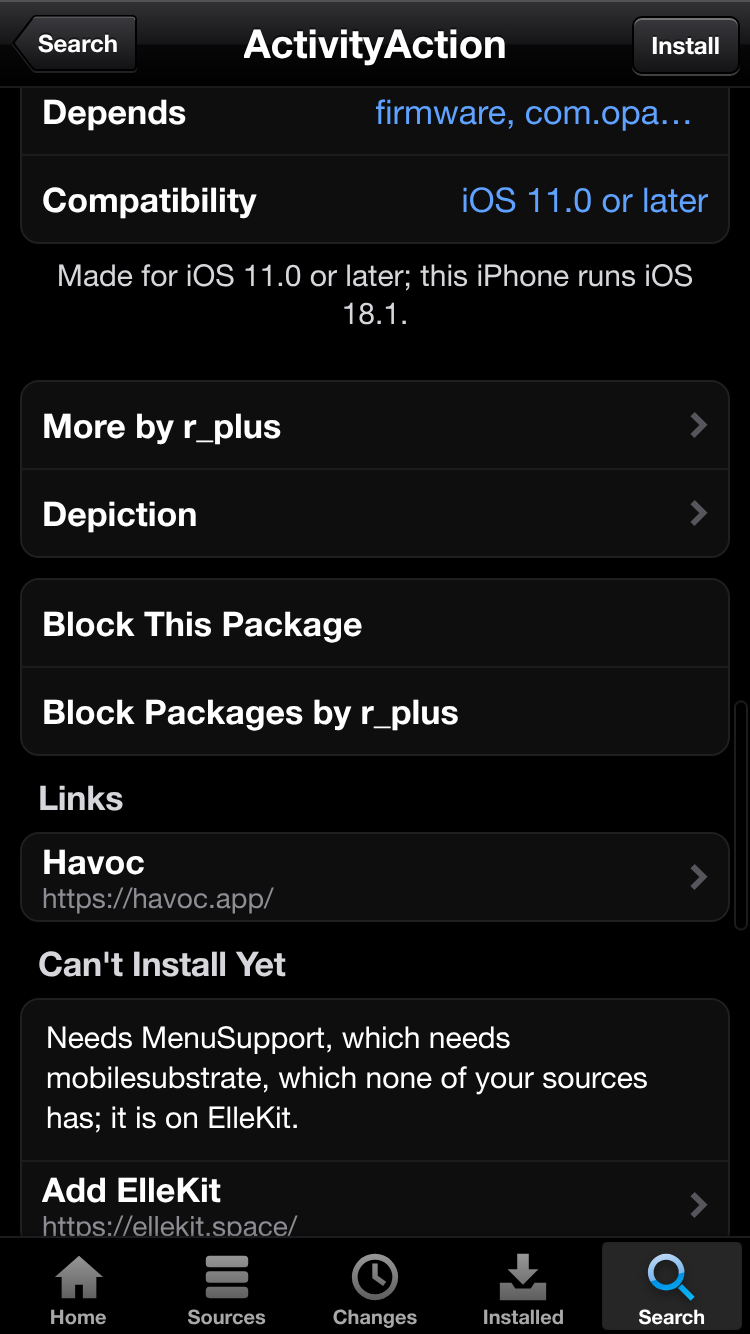 Search
ActivityAction
Install
Depends
firmware, com.opa…
Compatibility
iOS 11.0 or later
Made for iOS 11.0 or later; this iPhone runs iOS
18.1.
More by r_plus
Depiction
Block This Package
Block Packages by r_plus
Links
Havoc
https://havoc.app/
Can't Install Yet
Needs MenuSupport, which needs
mobilesubstrate, which none of your sources
has; it is on ElleKit.
Add ElleKit
https://ellekit.space/
Home
Sources
Changes
Installed
Search